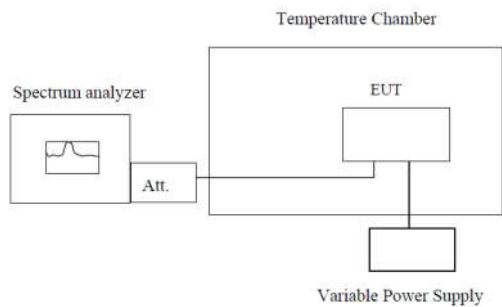 Temperature Chamber
Spectrum analyzer
EUT
Att.
Variable Power Supply